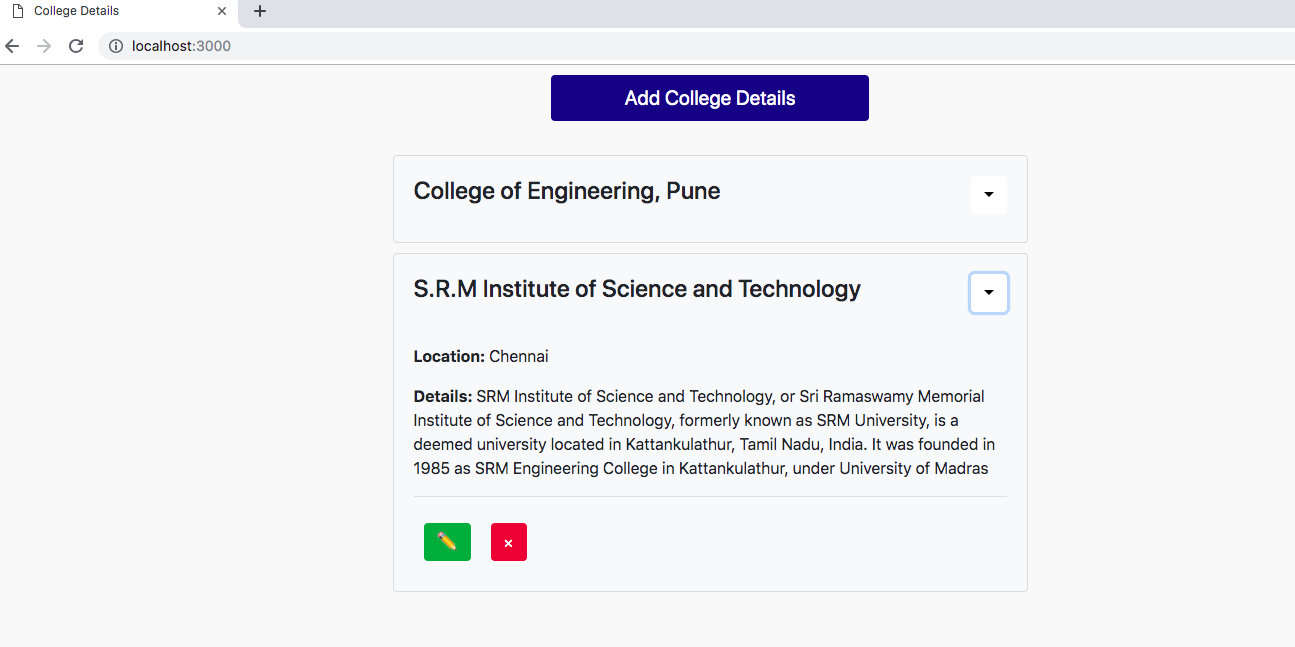 College Details
localhost:3000
Add College Details
College of Engineering, Pune
S.R.M Institute of Science and Technology
Location: Chennai
Details: SRM Institute of Science and Technology, or Sri Ramaswamy Memorial
Institute of Science and Technology, formerly known as SRM University, is a
deemed university located in Kattankulathur, Tamil Nadu, India. It was founded in
1985 as SRM Engineering College in Kattankulathur, under University of Madras